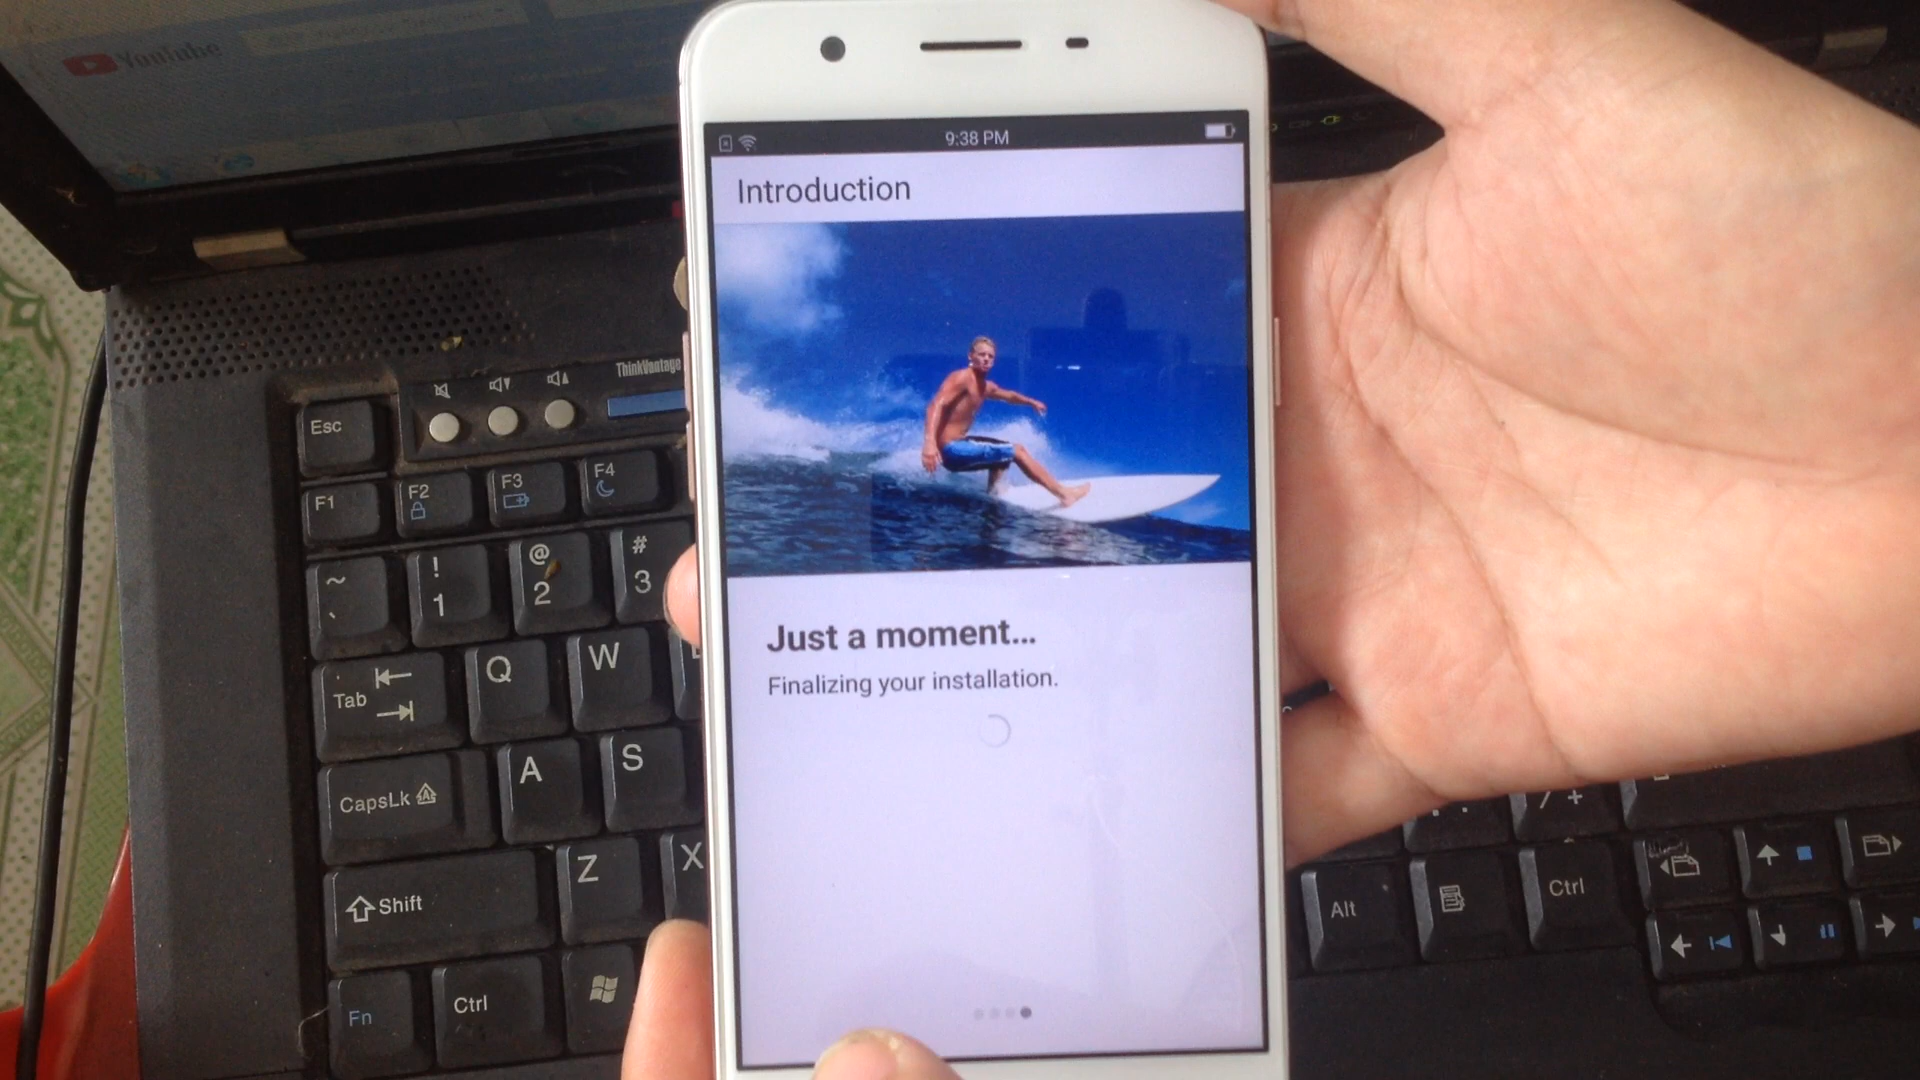 YouTube
9:38 PM
Introduction
Just a moment...
Finalizing your installation.
ThinkVantage
Esc
F1
F2
F3
F4
~
`
!
1
@
2
#
3
Tab
Q
W
CapsLk
A
S
Shift
Z
X
Fn
Ctrl
Alt
Ctrl
/ +